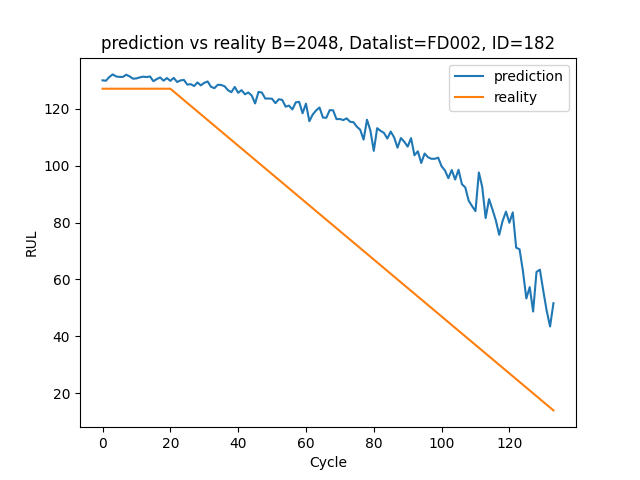 prediction vs reality B=2048, Datalist=FD002, ID=182
prediction
reality
RUL
120
100
80
60
40
20
0 20 40 60 80 100 120
Cycle